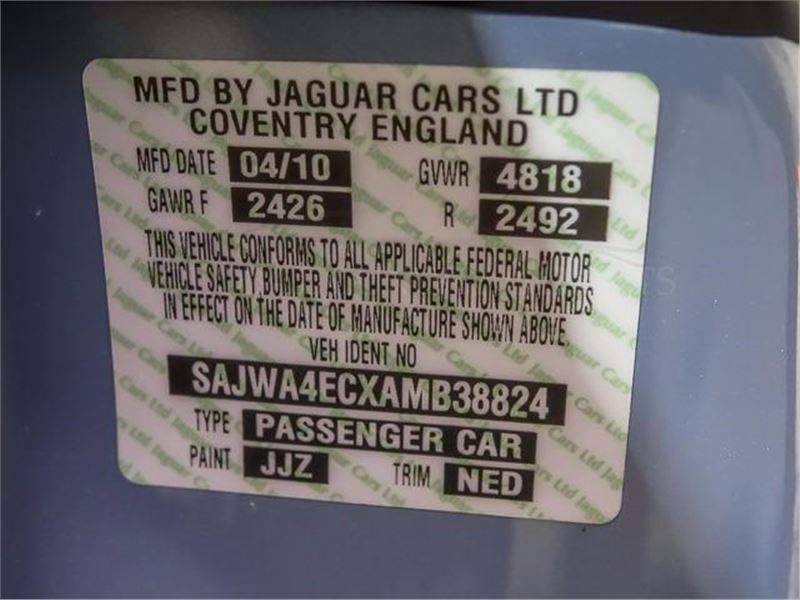 MFD BY JAGUAR CARS LTD
COVENTRY ENGLAND
MFD DATE 04/10 GVWR 4818
GAWR F 2426 R 2492
THIS VEHICLE CONFORMS TO ALL APPLICABLE FEDERAL MOTOR
VEHICLE SAFETY, BUMPER AND THEFT PREVENTION STANDARDS
IN EFFECT ON THE DATE OF MANUFACTURE SHOWN ABOVE.
VEH IDENT NO
SAJWA4ECXAMB38824
TYPE PASSENGER CAR
PAINT JJZ TRIM NED